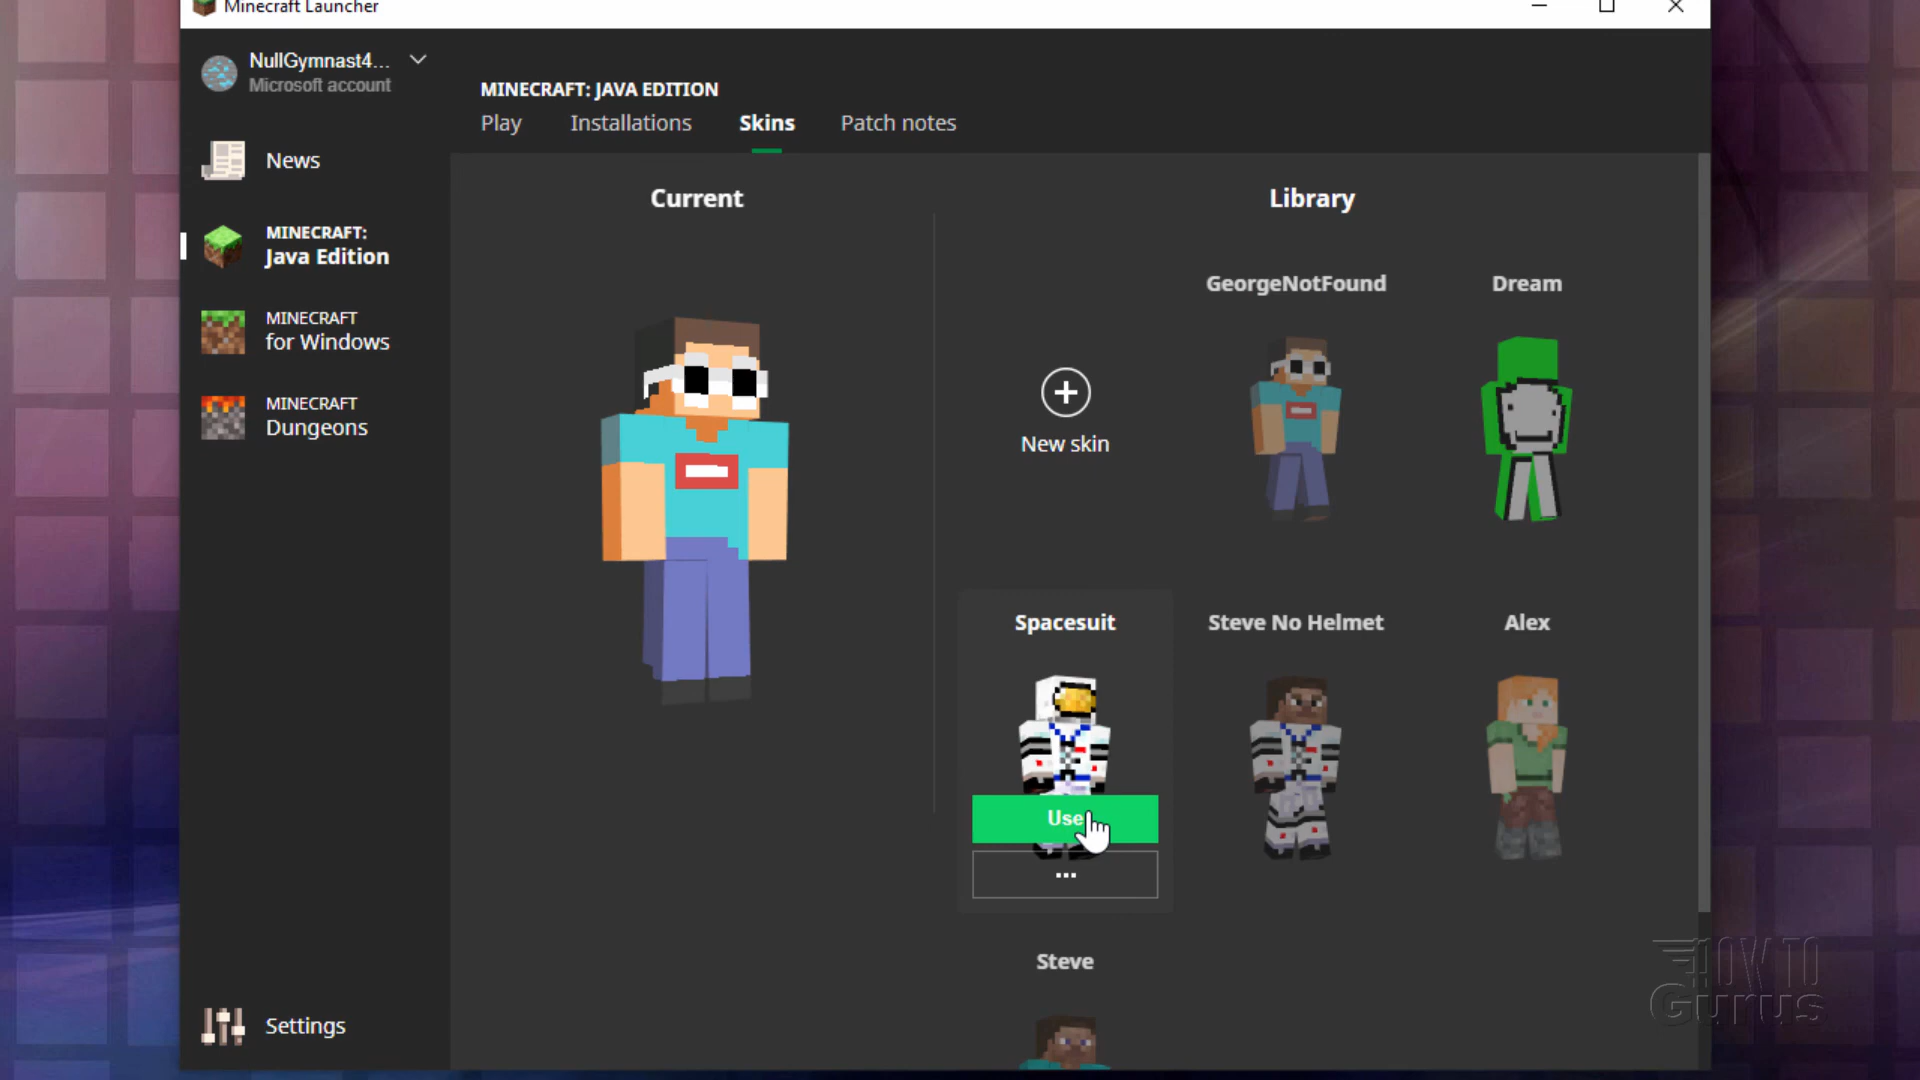 Minecraft Launcher
NullGymnast4...
Microsoft account
News
MINECRAFT:
Java Edition
MINECRAFT
for Windows
MINECRAFT
Dungeons
Settings
MINECRAFT: JAVA EDITION
Play Installations Skins Patch notes
Current
Library
New skin
GeorgeNotFound
Dream
Spacesuit
Use
...
Steve No Helmet
Alex
Steve
HOW TO
Gurus